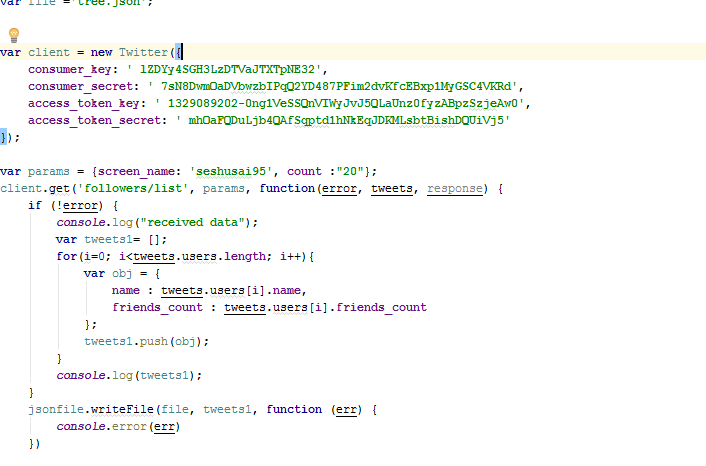 var file ='tree.json';
var client = new Twitter({
consumer_key: ' lZDYy4SGH3LzDTVaJTXTpNE32',
consumer_secret: ' 7sN8DwmOaDVbwzbIPqQ2YD487PFim2dvKfcEBxp1MyGSC4VKRd',
access_token_key: ' 1329089202-0ng1VeSSQnVIWyJvJ5QLaUnz0fyzABpzSzjeAw0',
access_token_secret: ' mhOaFQDuLjb4QAfSqptd1hNkEqJDKMLsbtBishDQUiVj5'
});
var params = {screen_name: 'seshusai95', count :"20"};
client.get('followers/list', params, function(error, tweets, response) {
if (!error) {
console.log("received data");
var tweets1= [];
for(i=0; i<tweets.users.length; i++){
var obj = {
name : tweets.users[i].name,
friends_count : tweets.users[i].friends_count
};
tweets1.push(obj);
}
console.log(tweets1);
}
jsonfile.writeFile(file, tweets1, function (err) {
console.error(err)
})